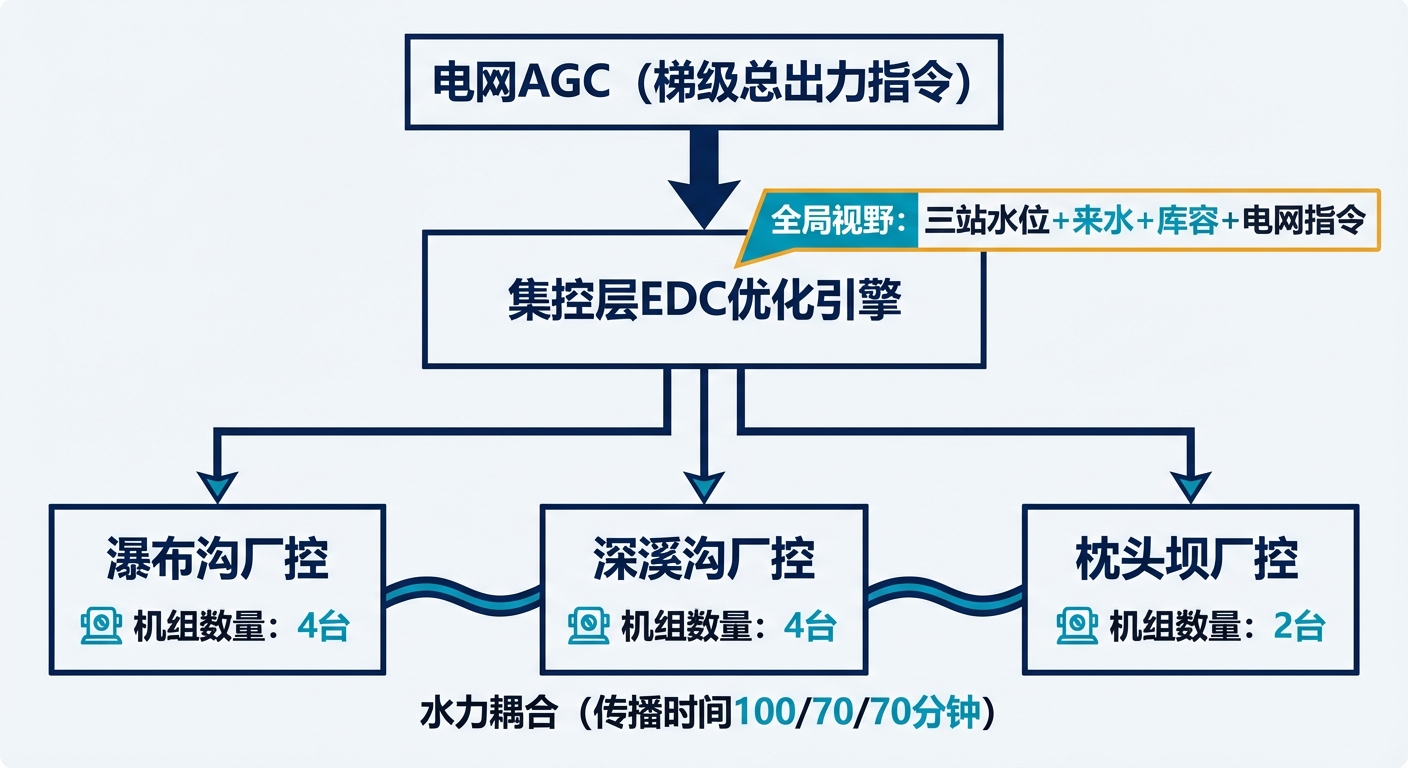 电网AGC（梯级总出力指令）
全局视野：三站水位+来水+库容+电网指令
集控层EDC优化引擎
瀑布沟厂控
机组数量：4台
深溪沟厂控
机组数量：4台
枕头坝厂控
机组数量：2台
水力耦合（传播时间100/70/70分钟）